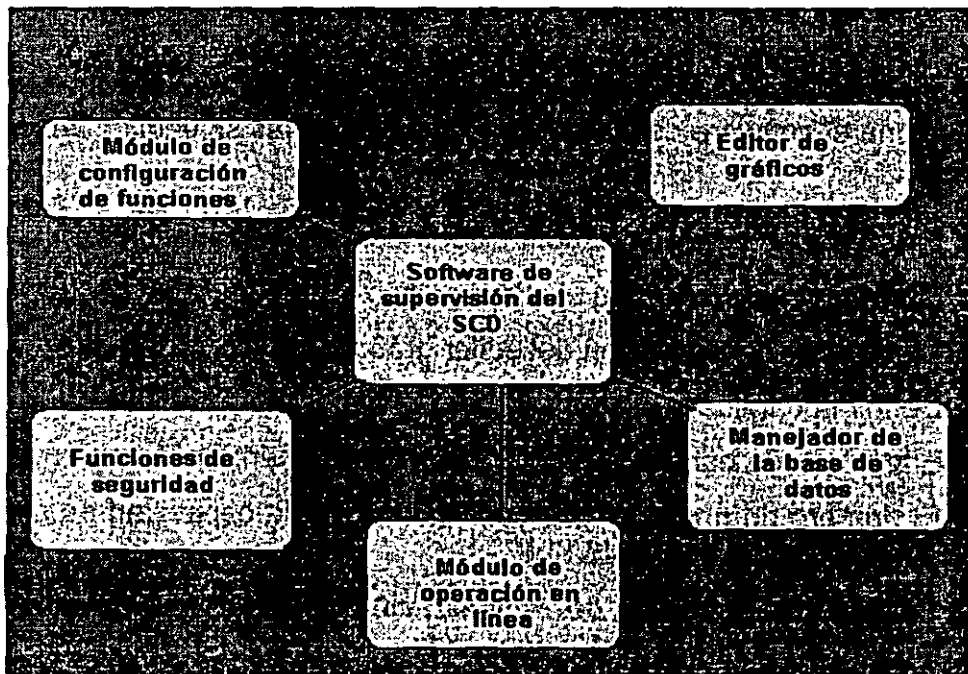 Módulo de
configuración
de funciones
Editor de
gráficos
Software de
supervisión del
SCD
Funciones de
seguridad
Manejador de
la base de
datos
Módulo de
operación en
línea